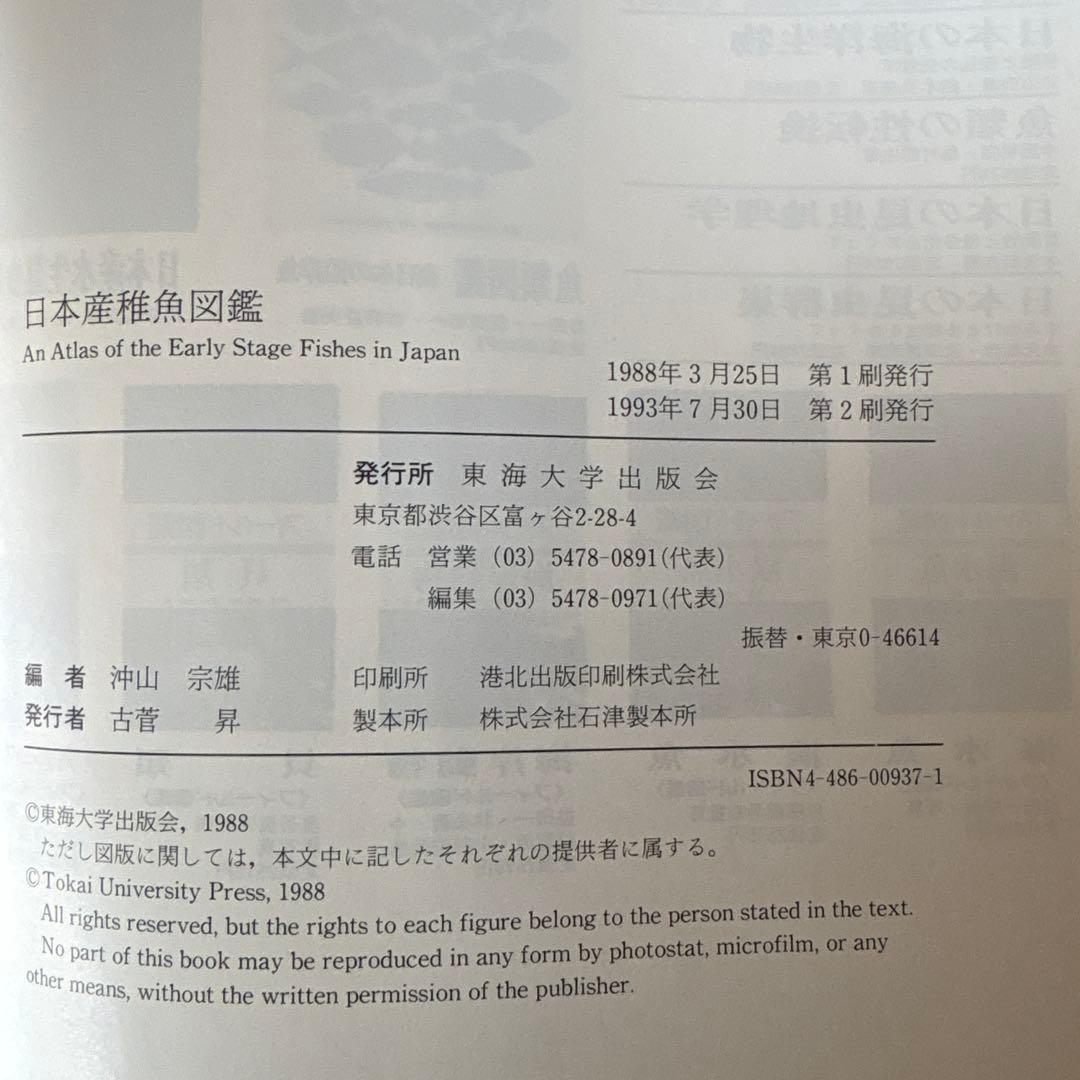 日本産稚魚図鑑
An Atlas of the Early Stage Fishes in Japan
1988年3月25日 第1刷発行
1993年7月30日 第2刷発行
発行所 東海大学出版会
東京都渋谷区富ヶ谷2-28-4
電話 営業 (03) 5478-0891(代表)
編集 (03) 5478-0971(代表)
振替・東京0-46614
編者 沖山 宗雄 印刷所 港北出版印刷株式会社
発行者 古菅 昇 製本所 株式会社石津製本所
ISBN4-486-00937-1
©東海大学出版会, 1988
ただし図版に関しては,本文中に記したそれぞれの提供者に属する。
©Tokai University Press, 1988
All rights reserved, but the rights to each figure belong to the person stated in the text.
No part of this book may be reproduced in any form by photostat, microfilm, or any
other means, without the written permission of the publisher.